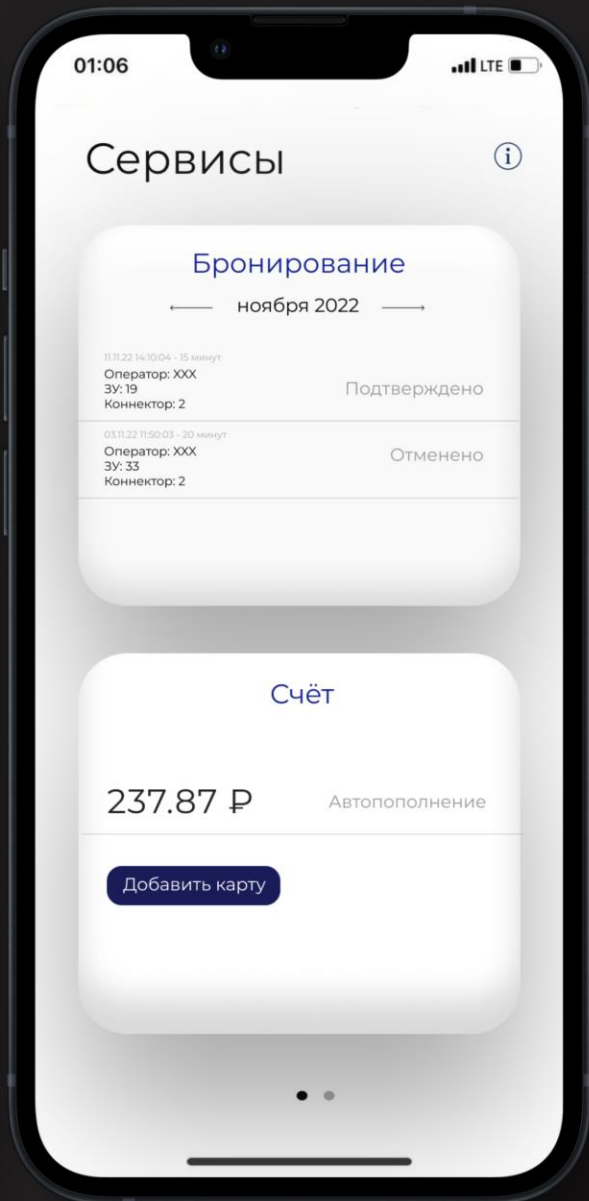 01:06
LTE
Сервисы
i
Бронирование
ноября 2022
11.11.22 14:10:04 - 15 минут
Оператор: XXX
ЗУ: 19
Коннектор: 2
Подтверждено
03.11.22 11:50:03 - 20 минут
Оператор: XXX
ЗУ: 33
Коннектор: 2
Отменено
Счёт
237.87 ₽
Автопополнение
Добавить карту